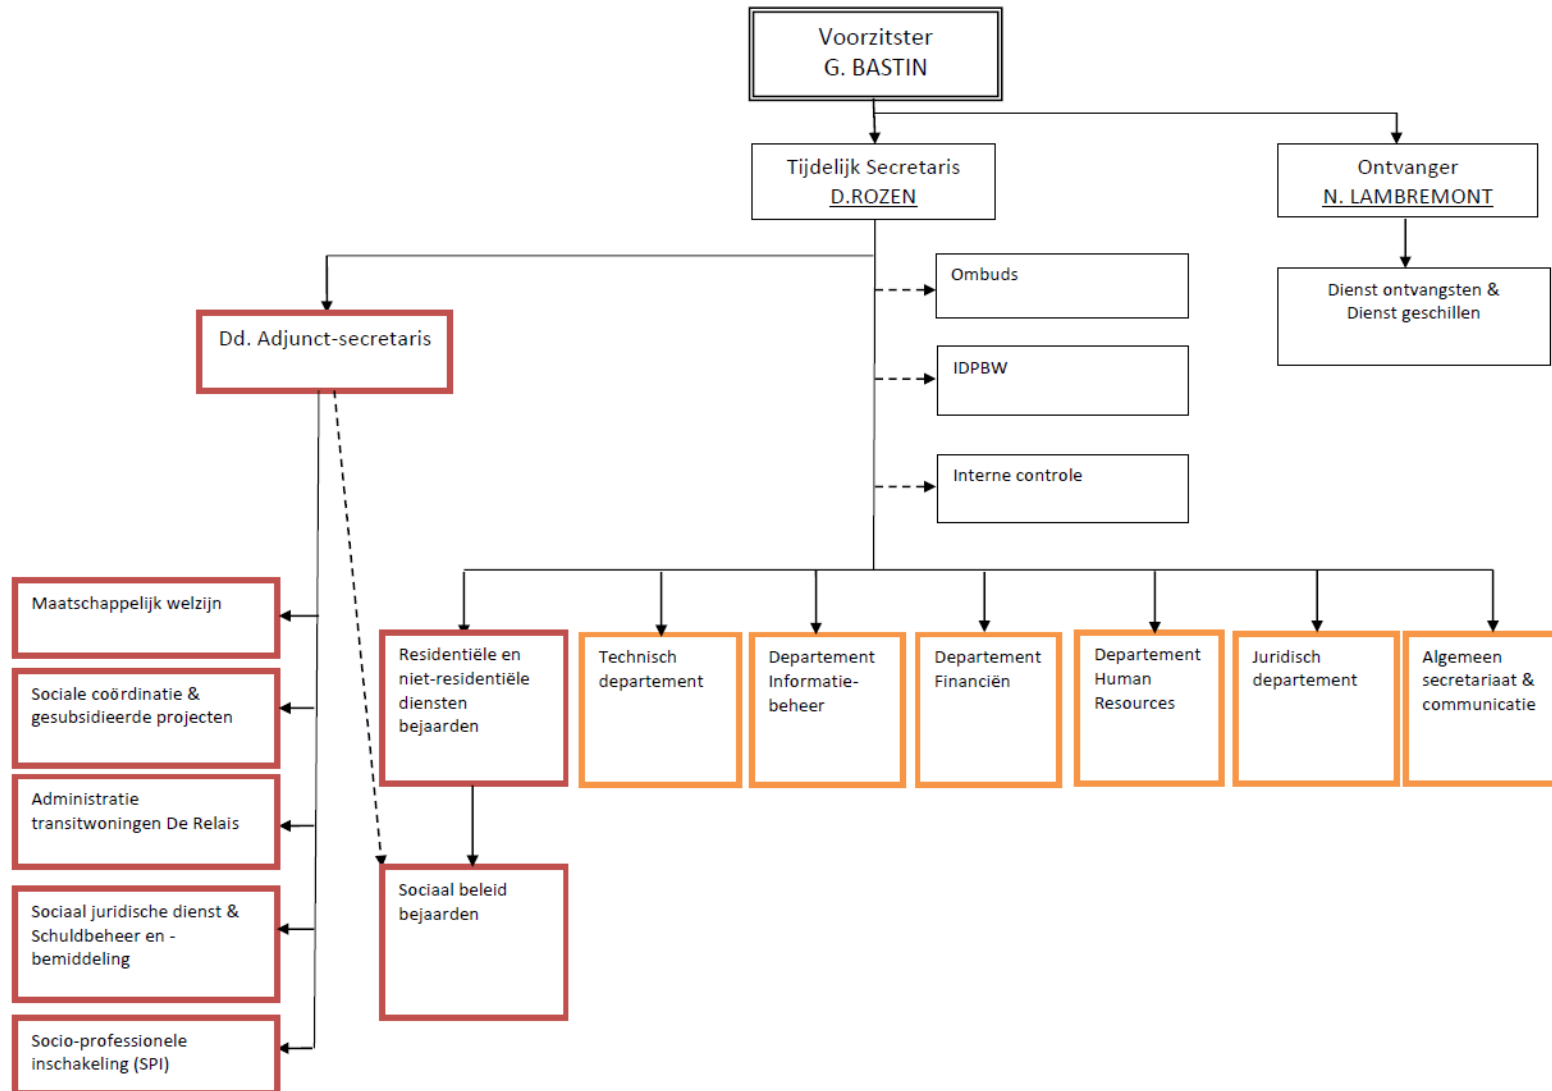 Voorzitster
G. BASTIN
Tijdelijk Secretaris
D.ROZEN
Ontvanger
N. LAMBREMONT
Ombuds
Dienst ontvangsten &
Dienst geschillen
Dd. Adjunct-secretaris
IDPBW
Interne controle
Maatschappelijk welzijn
Sociale coördinatie &
gesubsidieerde projecten
Administratie
transitwoningen De Relais
Sociaal juridische dienst &
Schuldbeheer en -
bemiddeling
Socio-professionele
inschakeling (SPI)
Residentiële en
niet-residentiële
diensten
bejaarden
Technisch
departement
Departement
Informatie-
beheer
Departement
Financiën
Departement
Human
Resources
Juridisch
departement
Algemeen
secretariaat &
communicatie
Sociaal beleid
bejaarden